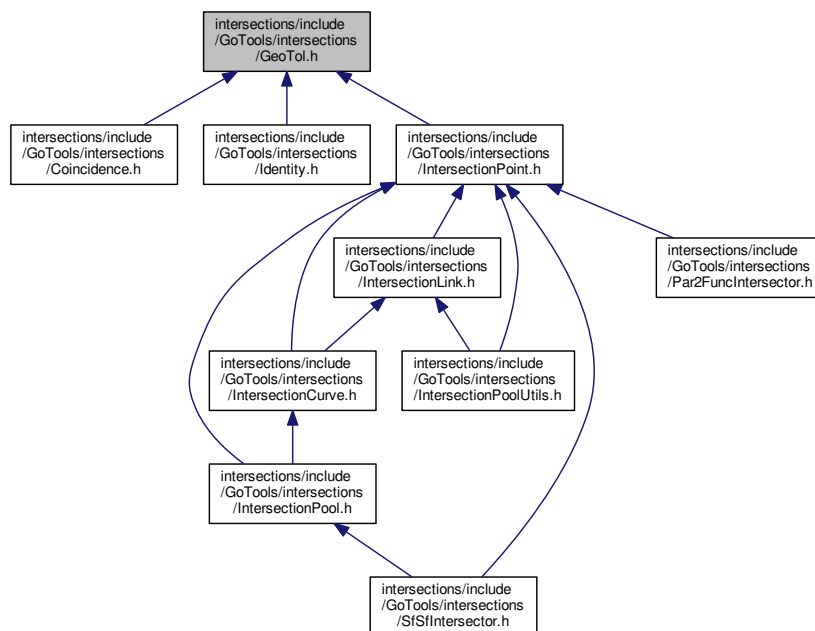 intersections/include
/GoTools/intersections
/GeoTol.h
intersections/include
/GoTools/intersections
/Coincidence.h
intersections/include
/GoTools/intersections
/Identity.h
intersections/include
/GoTools/intersections
/IntersectionPoint.h
intersections/include
/GoTools/intersections
/IntersectionLink.h
intersections/include
/GoTools/intersections
/Par2FuncIntersector.h
intersections/include
/GoTools/intersections
/IntersectionCurve.h
intersections/include
/GoTools/intersections
/IntersectionPoolUtils.h
intersections/include
/GoTools/intersections
/IntersectionPool.h
intersections/include
/GoTools/intersections
/SfSfIntersector.h